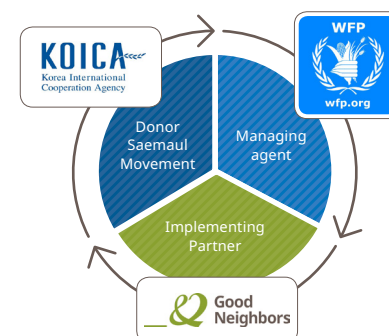 KOICA
Korea International
Cooperation Agency
WFP
wfp.org
Donor
Saemaul
Movement
Managing
agent
Implementing
Partner
Good
Neighbors